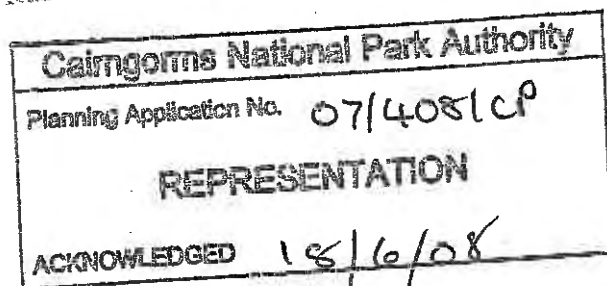 Cairngorms National Park Authority
Planning Application No. 07/408/CP
REPRESENTATION
ACKNOWLEDGED 18/6/08